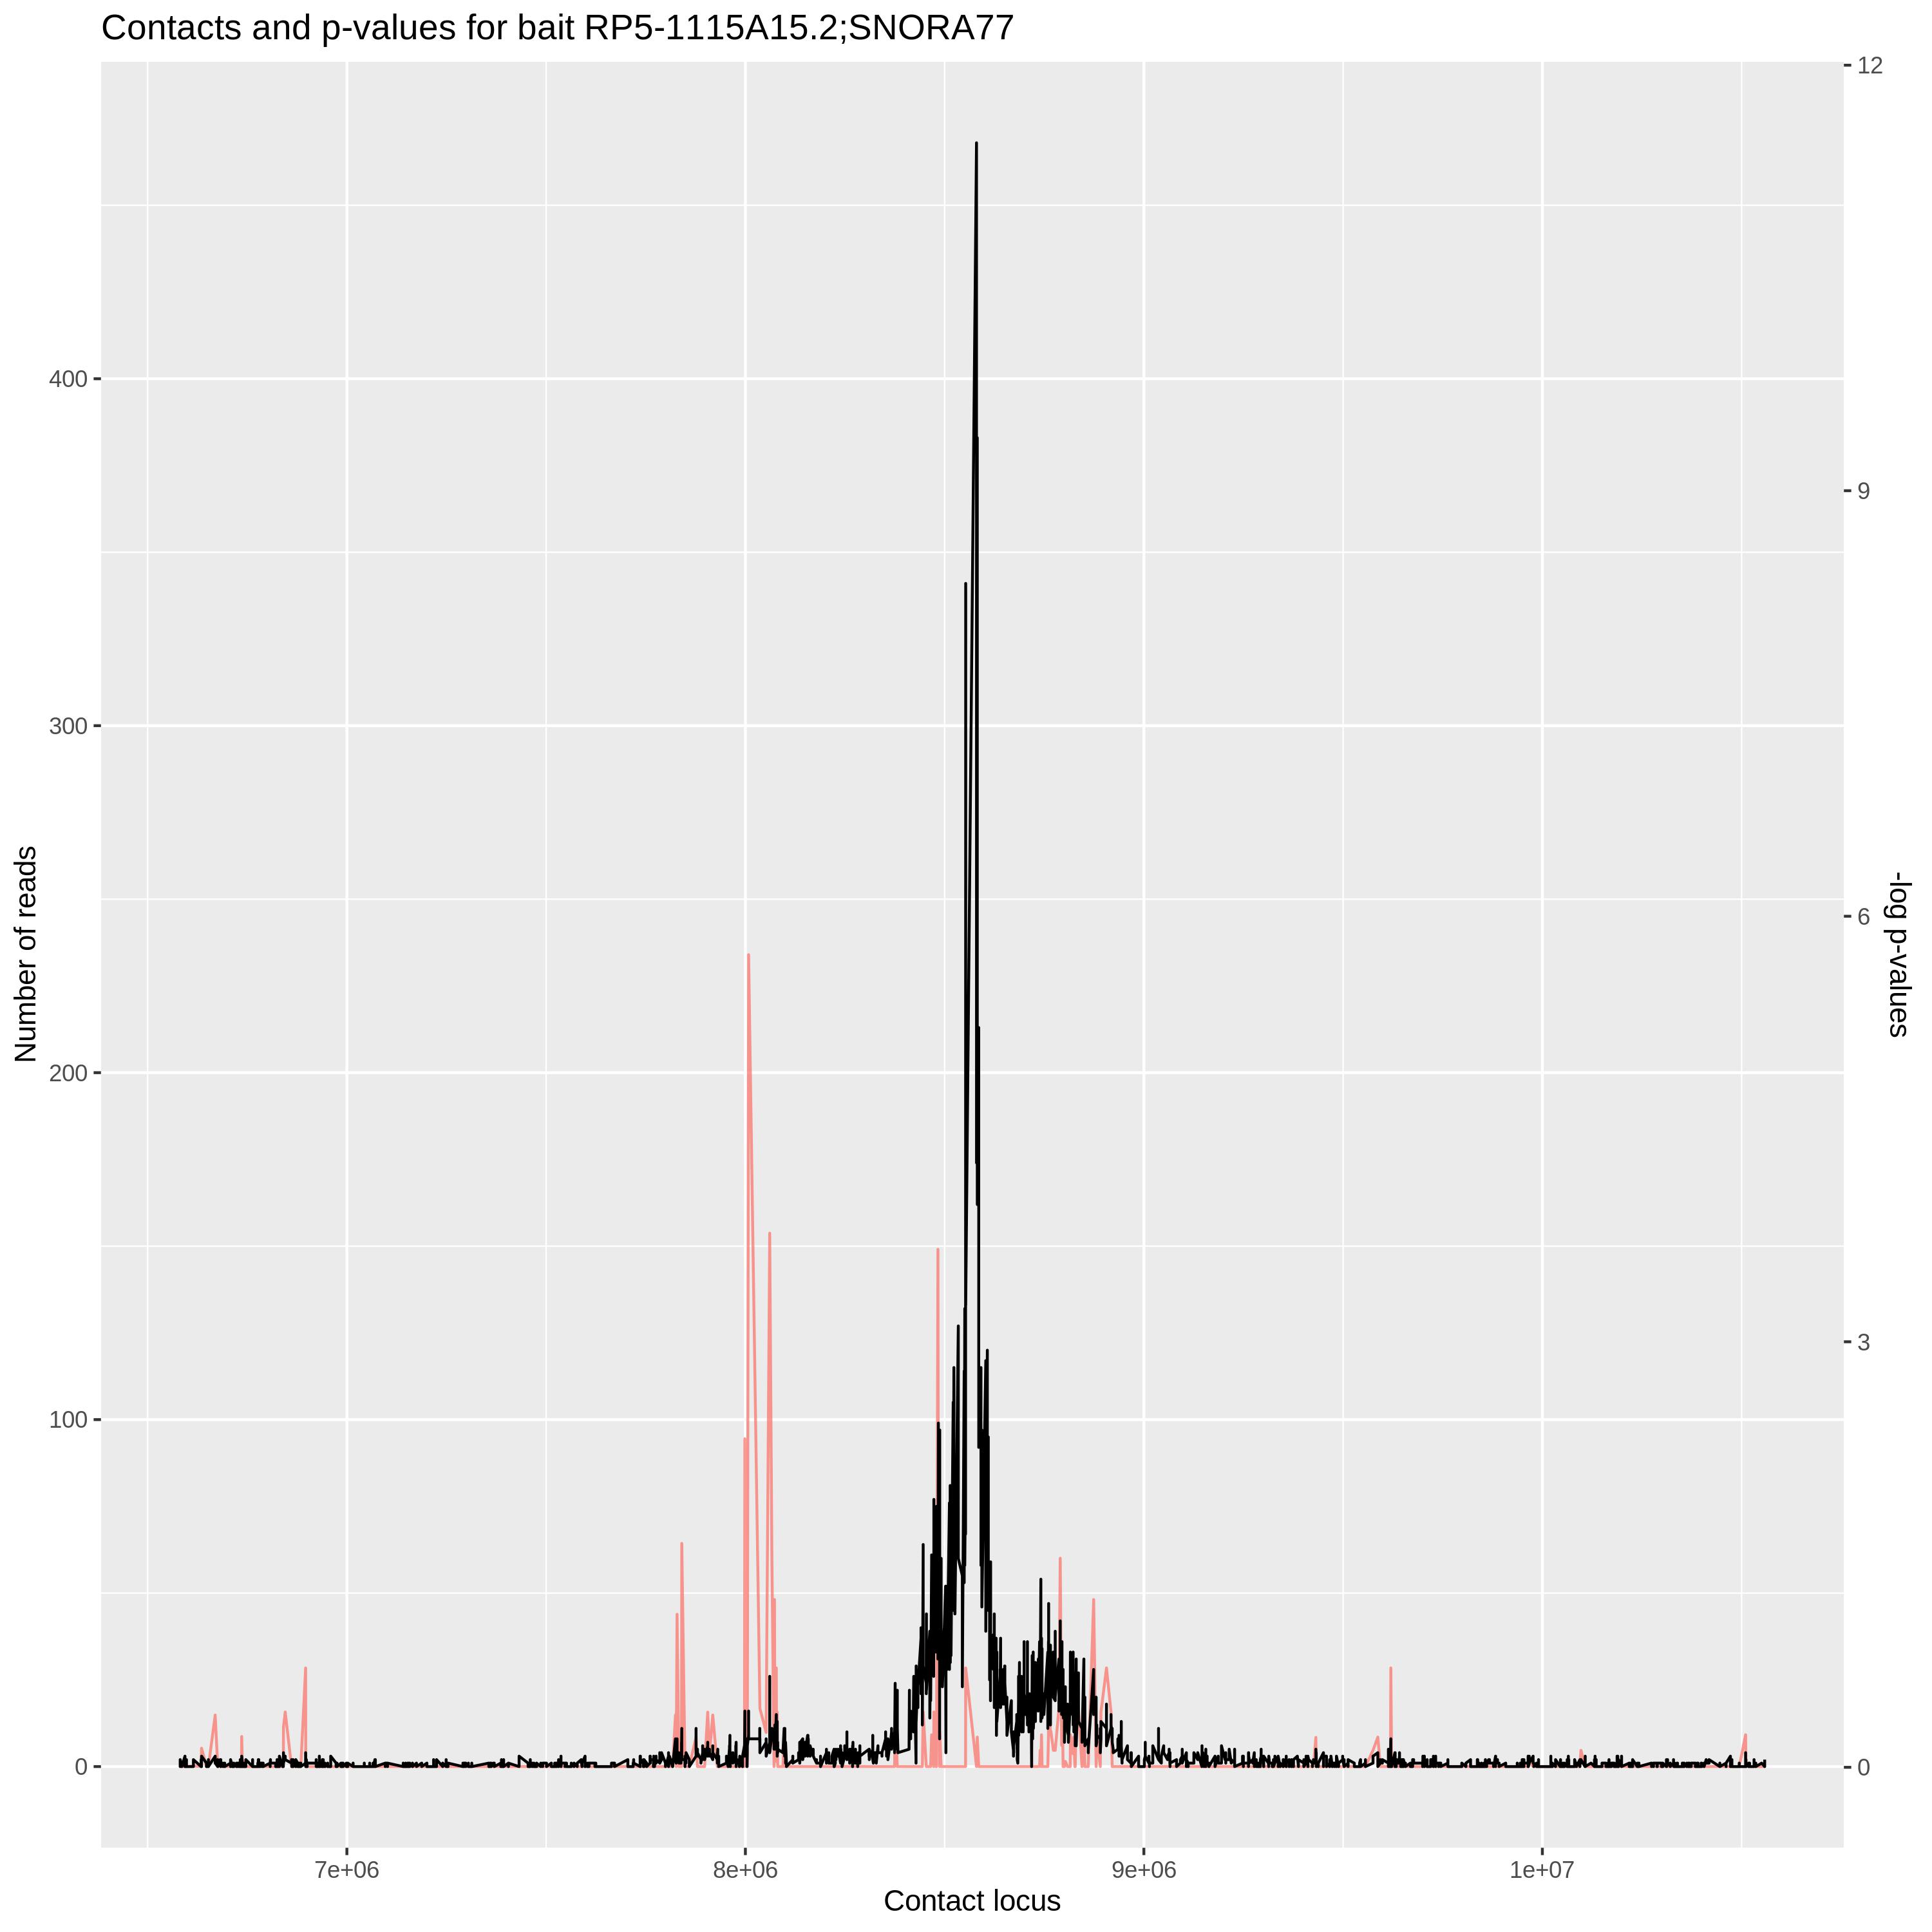 Contacts and p-values for bait RP5-1115A15.2;SNORA77
Number of reads
400
300
200
100
0
12
9
6
3
0
-log p-values
7e+06
8e+06
9e+06
1e+07
Contact locus